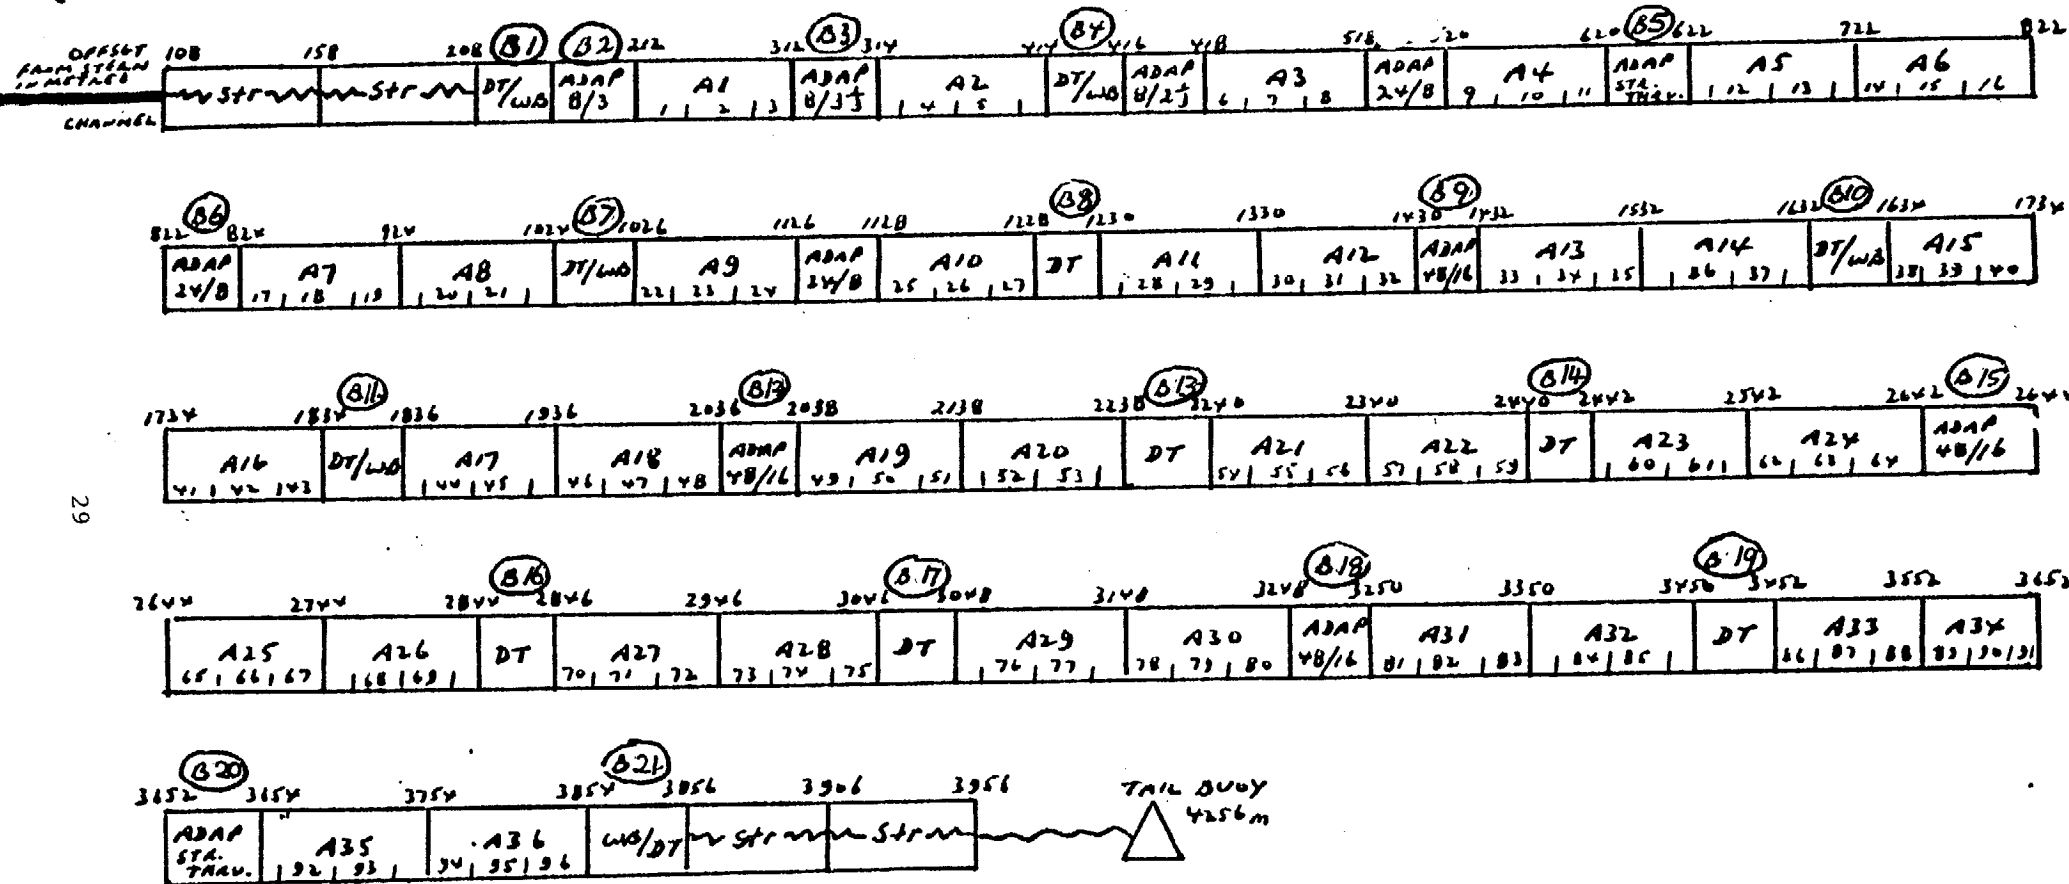 B1 B2 B3 B4 B5
OFFSET FROM STERN IN METRES 108 158 208 212 312 314 414 416 418 518 620 622 722 822
Str Str DT/WB ADAP 8/3 A1 ADAP A2 DT/WB ADAP A3 ADAP 24/8 A4 ADAP STR. THRU. A5 A6
CHANNEL 1 2 3 4 5 6 7 8 9 10 11 12 13 14 15 16
B6 B7 B8 B9 B10
822 824 924 1024 1026 1126 1128 1228 1230 1330 1430 1432 1532 1632 1634 1734
ADAP 24/8 A7 A8 DT/WB A9 ADAP 24/8 A10 DT A11 A12 ADAP 48/16 A13 A14 DT/WB A15
17 18 19 20 21 22 23 24 25 26 27 28 29 30 31 32 33 34 35 36 37 38 39 40
B11 B12 B13 B14 B15
1734 1834 1836 1936 2036 2038 2138 2238 2240 2340 2440 2442 2542 2642 2644
A16 DT/WB A17 A18 ADAP 48/16 A19 A20 DT A21 A22 DT A23 A24 ADAP 48/16
41 42 43 44 45 46 47 48 49 50 51 52 53 54 55 56 57 58 59 60 61 62 63 64
29
B16 B17 B18 B19
2644 2744 2844 2846 2946 3046 3048 3148 3248 3250 3350 3450 3452 3552 3652
A25 A26 DT A27 A28 DT A29 A30 ADAP 48/16 A31 A32 DT A33 A34
65 66 67 68 69 70 71 72 73 74 75 76 77 78 79 80 81 82 83 84 85 86 87 88 89 90 91
B20 B21
3652 3654 3754 3854 3856 3906 3956 TAIL BUOY
4256m
ADAP STR. THRU. A35 A36 WB/DT Str Str
92 93 94 95 96